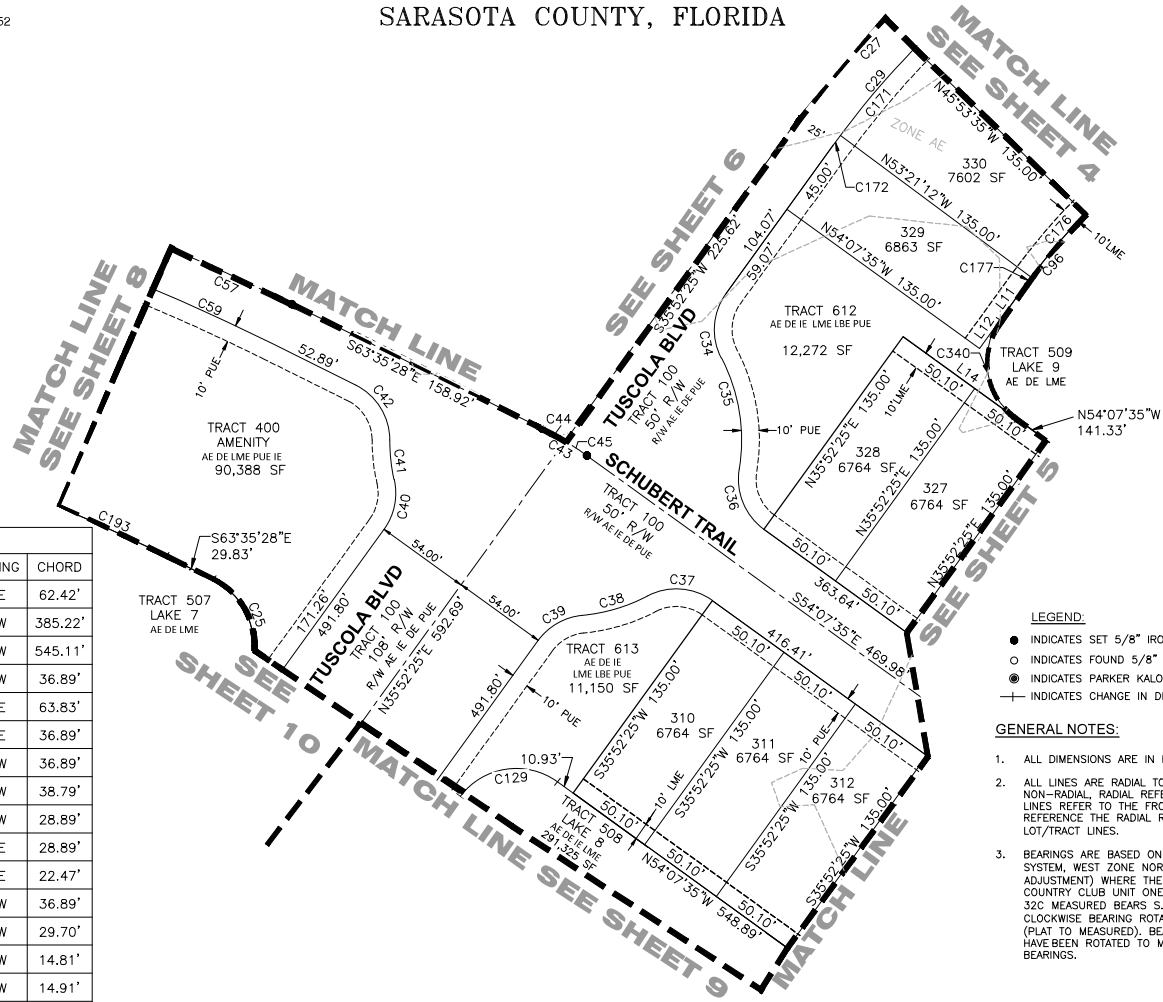 52
SARASOTA COUNTY, FLORIDA
MATCH LINE
SEE SHEET 4
C27
C29
C171
N45°53'35"W 135.00'
ZONE AE
330
7602 SF
25'
C172
N53°21'12"W 135.00'
45.00'
C176
10'LME
329
6863 SF
C177
C96
N54°07'35"W 135.00'
104.07'
59.07'
SEE SHEET 6
S35°52'25"W 225.62'
L11
L12
TRACT 612
AE DE IE LME LBE PUE
12,272 SF
C340
L14
TRACT 509
LAKE 9
AE DE LME
C34
C35
C36
10' PUE
10'LME
50.10'
50.10'
N54°07'35"W
141.33'
N35°52'25"E 135.00'
328
6764 SF
N35°52'25"E 135.00'
327
6764 SF
N35°52'25"E 135.00'
50.10'
50.10'
SEE SHEET 5
MATCH LINE
SEE SHEET 8
C57
MATCH LINE
S63°35'28"E 158.92'
C59
52.89'
10' PUE
C42
C44
C43
C45
TUSCOLA BLVD
TRACT 100
50' R/W
R/W AE IE DE PUE
SCHUBERT TRAIL
TRACT 100
50' R/W
R/W AE IE DE PUE
363.64'
S54°07'35"E 469.98'
TRACT 400
AMENITY
AE DE LME PUE IE
90,388 SF
C41
C40
C193
S63°35'28"E
29.83'
TRACT 507
LAKE 7
AE DE LME
C25
171.26'
491.80'
54.00'
54.00'
TUSCOLA BLVD
TRACT 100
108' R/W
R/W AE IE DE PUE
N35°52'25"E 592.69'
SEE
SHEET 10
C37
C38
C39
416.41'
TRACT 613
AE DE IE
LME LBE PUE
11,150 SF
491.80'
10' PUE
50.10'
50.10'
50.10'
S35°52'25"W 135.00'
310
6764 SF
S35°52'25"W 135.00'
311
6764 SF
10' PUE
S35°52'25"W 135.00'
312
6764 SF
S35°52'25"W 135.00'
10.93'
C129
TRACT 508
LAKE 8
AE DE IE LME
291,325 SF
10' LME
50.10'
50.10'
50.10'
N54°07'35"W 548.89'
MATCH LINE SEE SHEET 9
MATCH LINE
NG CHORD
E 62.42'
W 385.22'
W 545.11'
W 36.89'
E 63.83'
E 36.89'
W 36.89'
W 38.79'
W 28.89'
E 28.89'
E 22.47'
W 36.89'
W 29.70'
W 14.81'
W 14.91'
LEGEND:
INDICATES SET 5/8" IRO
INDICATES FOUND 5/8"
INDICATES PARKER KALO
INDICATES CHANGE IN DI
GENERAL NOTES:
1. ALL DIMENSIONS ARE IN
2. ALL LINES ARE RADIAL TO
NON-RADIAL, RADIAL REFE
LINES REFER TO THE FRO
REFERENCE THE RADIAL R
LOT/TRACT LINES.
3. BEARINGS ARE BASED ON
SYSTEM, WEST ZONE NOR
ADJUSTMENT) WHERE THE
COUNTRY CLUB UNIT ONE
32C MEASURED BEARS S.
CLOCKWISE BEARING ROTA
(PLAT TO MEASURED). BEA
HAVE BEEN ROTATED TO M
BEARINGS.